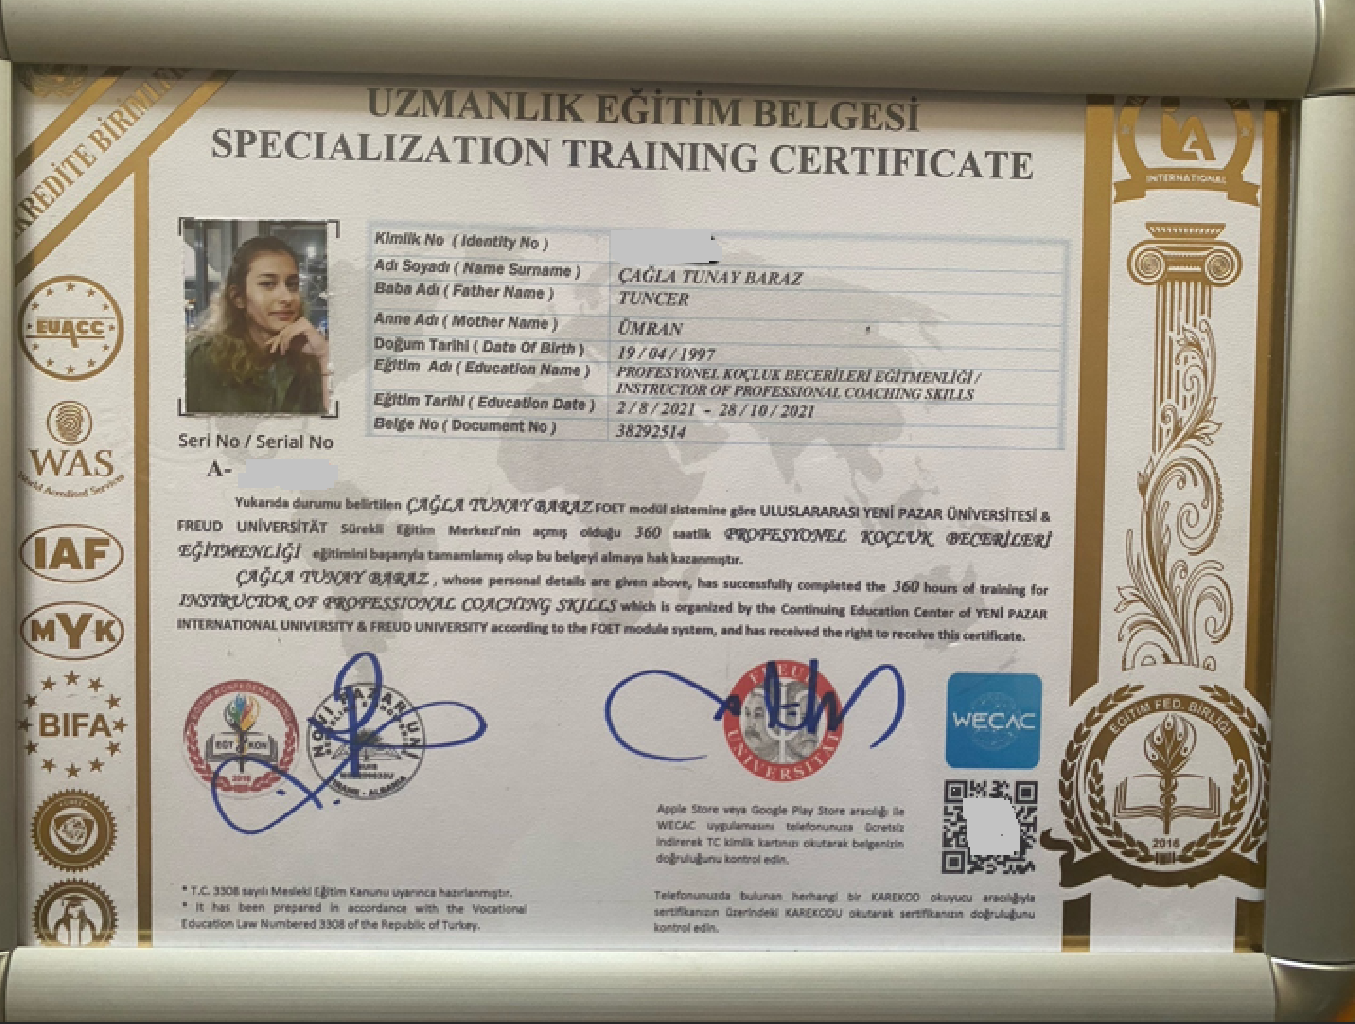 UZMANLIK EĞİTİM BELGESİ
SPECIALIZATION TRAINING CERTIFICATE
KREDİTE BİRİMLE
INTERNATIONAL
Kimlik No ( Identity No )
Adı Soyadı ( Name Surname ) ÇAĞLA TUNAY BARAZ
Baba Adı ( Father Name ) TUNCER
Anne Adı ( Mother Name ) ÜMRAN
Doğum Tarihi ( Date Of Birth ) 19 / 04 / 1997
Eğitim Adı ( Education Name ) PROFESYONEL KOÇLUK BECERİLERİ EĞİTMENLİĞİ /
INSTRUCTOR OF PROFESSIONAL COACHING SKILLS
Eğitim Tarihi ( Education Date ) 2 / 8 / 2021 - 28 / 10 / 2021
Belge No ( Document No ) 38292514
Seri No / Serial No
A-
EUACC
WAS
World Acredited Services
IAF
MYK
BIFA
Yukarıda durumu belirtilen ÇAĞLA TUNAY BARAZ FOET modül sistemine göre ULUSLARARASI YENİ PAZAR ÜNİVERSİTESİ &
FREUD UNİVERSİTÄT Sürekli Eğitim Merkezi'nin açmış olduğu 360 saatlik PROFESYONEL KOÇLUK BECERİLERİ
EĞİTMENLİĞİ eğitimini başarıyla tamamlamış olup bu belgeyi almaya hak kazanmıştır.
ÇAĞLA TUNAY BARAZ , whose personal details are given above, has successfully completed the 360 hours of training for
INSTRUCTOR OF PROFESSIONAL COACHING SKILLS which is organized by the Continuing Education Center of YENİ PAZAR
INTERNATIONAL UNIVERSITY & FREUD UNIVERSITY according to the FOET module system, and has received the right to receive this certificate.
EGT KON
2016
FREUD
UNIVERSITAT
WECAC
EĞİTİM FED. BİRLİĞİ
2016
Apple Store veya Google Play Store aracılığı ile
WECAC uygulamasını telefonunuza ücretsiz
indirerek TC kimlik kartınızı okutarak belgenizin
doğruluğunu kontrol edin.
* T.C. 3308 sayılı Mesleki Eğitim Kanunu uyarınca hazırlanmıştır.
* It has been prepared in accordance with the Vocational
Education Law Numbered 3308 of the Republic of Turkey.
Telefonunuzda bulunan herhangi bir KAREKOD okuyucu aracılığıyla
sertifikanızın üzerindeki KAREKODU okutarak sertifikanızın doğruluğunu
kontrol edin.